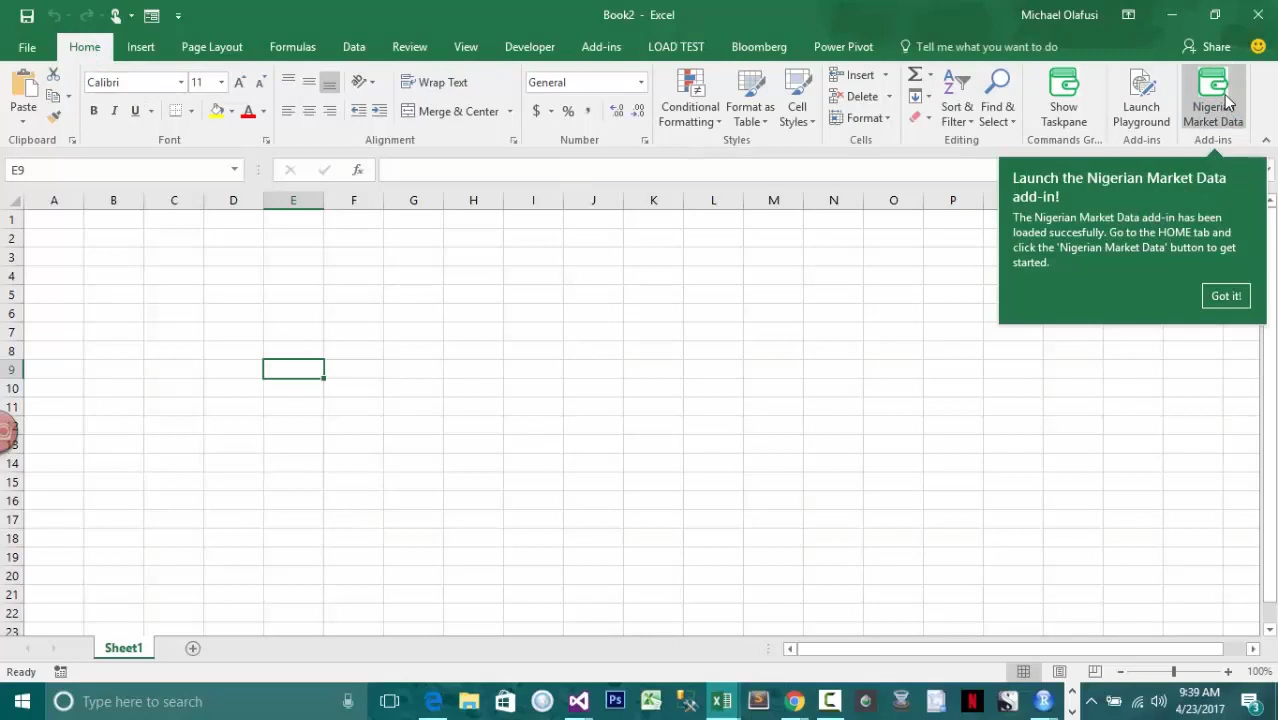 Book2 - Excel
Michael Olafusi
File Home Insert Page Layout Formulas Data Review View Developer Add-ins LOAD TEST Bloomberg Power Pivot Tell me what you want to do Share
Paste
Clipboard
Calibri 11
B I U
A A
Font
Wrap Text
Merge & Center
Alignment
General
$ % ,
Number
Conditional Formatting
Format as Table
Cell Styles
Styles
Insert
Delete
Format
Cells
Sort & Filter
Find & Select
Editing
Show Taskpane
Commands Gr...
Launch Playground
Add-ins
Nigerian Market Data
Add-ins
E9
fx
A B C D E F G H I J K L M N O P
Launch the Nigerian Market Data
add-in!
The Nigerian Market Data add-in has been
loaded succesfully. Go to the HOME tab and
click the 'Nigerian Market Data' button to get
started.
Got it!
1
2
3
4
5
6
7
8
9
10
11
14
15
16
17
18
19
20
21
22
23
Sheet1
Ready
100%
Type here to search
9:39 AM
4/23/2017